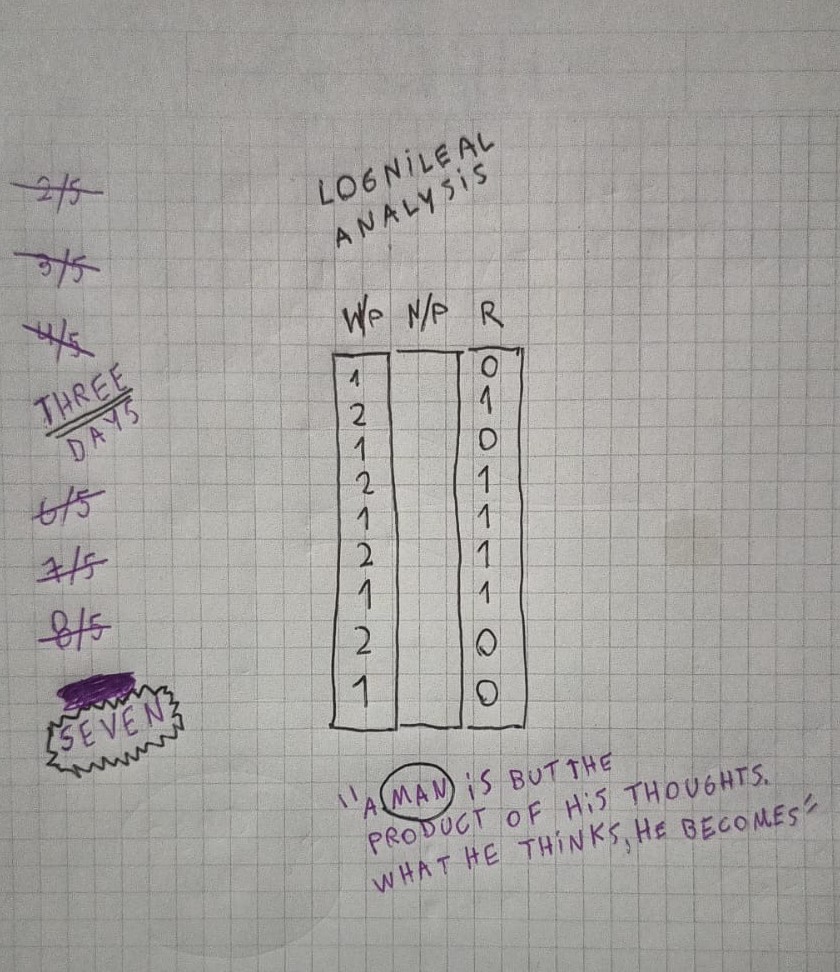 LOGNiLEAL
ANALYSiS
2/5
3/5
4/5
THREE
DAYS
6/5
7/5
8/5
SEVEN
W/P N/P R
1 0
2 1
1 0
2 1
1 1
2 1
1 1
2 0
1 0
"A MAN iS BUT THE
PRODUCT OF HiS THOUGHTS.
WHAT HE THiNKS, HE BECOMES"